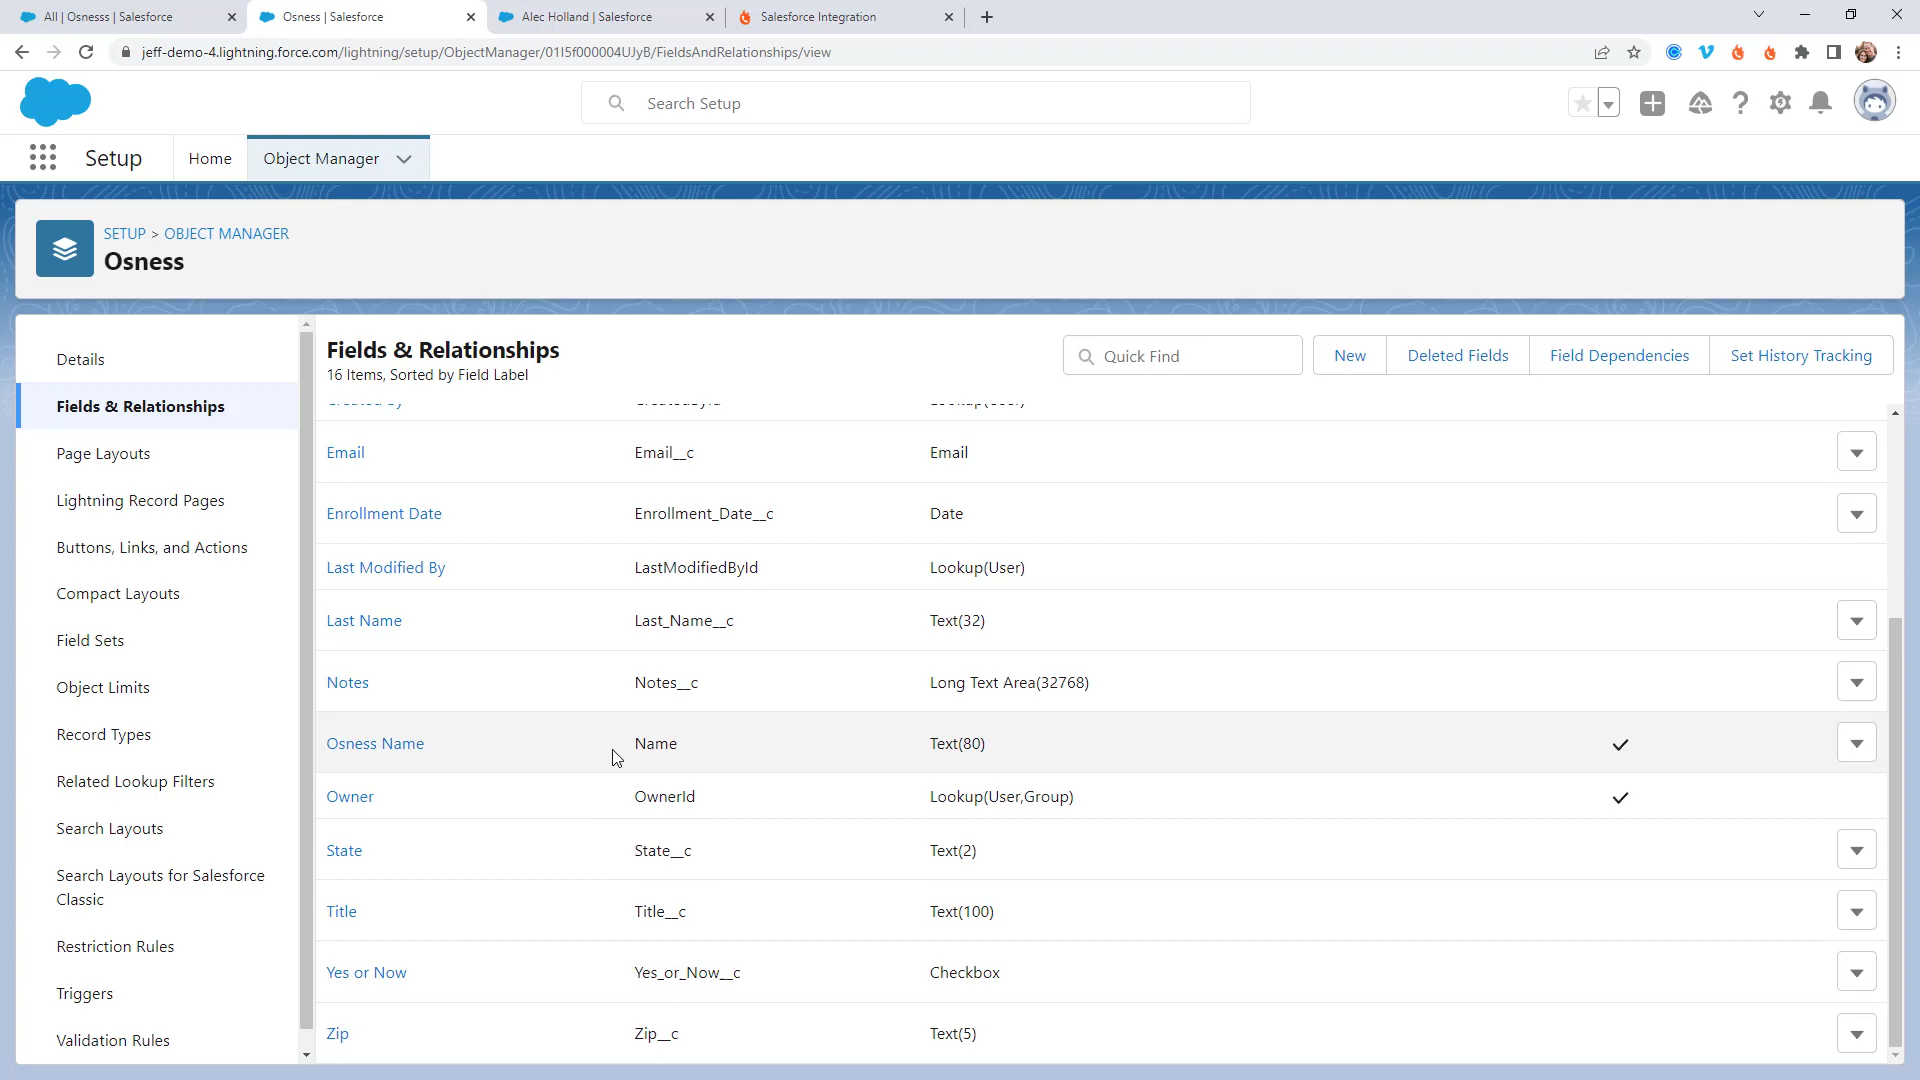 All | Osnesss | Salesforce
Osness | Salesforce
Alec Holland | Salesforce
Salesforce Integration
jeff-demo-4.lightning.force.com/lightning/setup/ObjectManager/01I5f000004UJyB/FieldsAndRelationships/view
Search Setup
Setup
Home
Object Manager
SETUP > OBJECT MANAGER
Osness
Details
Fields & Relationships
Page Layouts
Lightning Record Pages
Buttons, Links, and Actions
Compact Layouts
Field Sets
Object Limits
Record Types
Related Lookup Filters
Search Layouts
Search Layouts for Salesforce
Classic
Restriction Rules
Triggers
Validation Rules
Fields & Relationships
16 Items, Sorted by Field Label
Quick Find
New
Deleted Fields
Field Dependencies
Set History Tracking
Created By CreatedById Lookup(User)
Email Email__c Email
Enrollment Date Enrollment_Date__c Date
Last Modified By LastModifiedById Lookup(User)
Last Name Last_Name__c Text(32)
Notes Notes__c Long Text Area(32768)
Osness Name Name Text(80)
Owner OwnerId Lookup(User,Group)
State State__c Text(2)
Title Title__c Text(100)
Yes or Now Yes_or_Now__c Checkbox
Zip Zip__c Text(5)